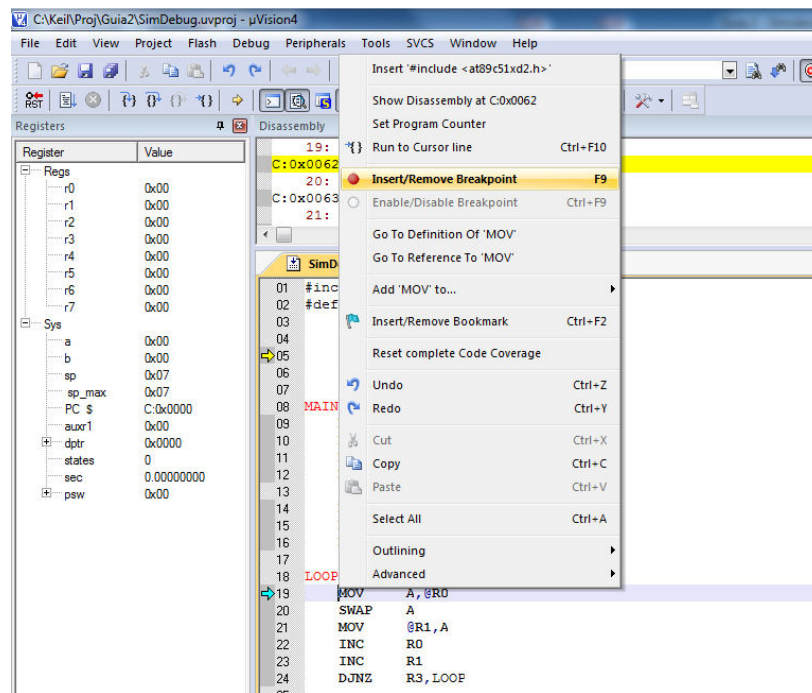 C:\Keil\Proj\Guia2\SimDebug.uvproj - µVision4
File Edit View Project Flash Debug Peripherals Tools SVCS Window Help
RST
Registers
Register Value
Regs
r0 0x00
r1 0x00
r2 0x00
r3 0x00
r4 0x00
r5 0x00
r6 0x00
r7 0x00
Sys
a 0x00
b 0x00
sp 0x07
sp_max 0x07
PC $ C:0x0000
auxr1 0x00
dptr 0x0000
states 0
sec 0.00000000
psw 0x00
Disassembly
19:
C:0x0062
20:
C:0x0063
21:
SimD
01 #inc
02 #def
03
04
05
06
07
08 MAIN
09
10
11
12
13
14
15
16
17
18 LOOP
19 MOV A,@R0
20 SWAP A
21 MOV @R1,A
22 INC R0
23 INC R1
24 DJNZ R3,LOOP
Insert '#include <at89c51xd2.h>'
Show Disassembly at C:0x0062
Set Program Counter
Run to Cursor line Ctrl+F10
Insert/Remove Breakpoint F9
Enable/Disable Breakpoint Ctrl+F9
Go To Definition Of 'MOV'
Go To Reference To 'MOV'
Add 'MOV' to...
Insert/Remove Bookmark Ctrl+F2
Reset complete Code Coverage
Undo Ctrl+Z
Redo Ctrl+Y
Cut Ctrl+X
Copy Ctrl+C
Paste Ctrl+V
Select All Ctrl+A
Outlining
Advanced